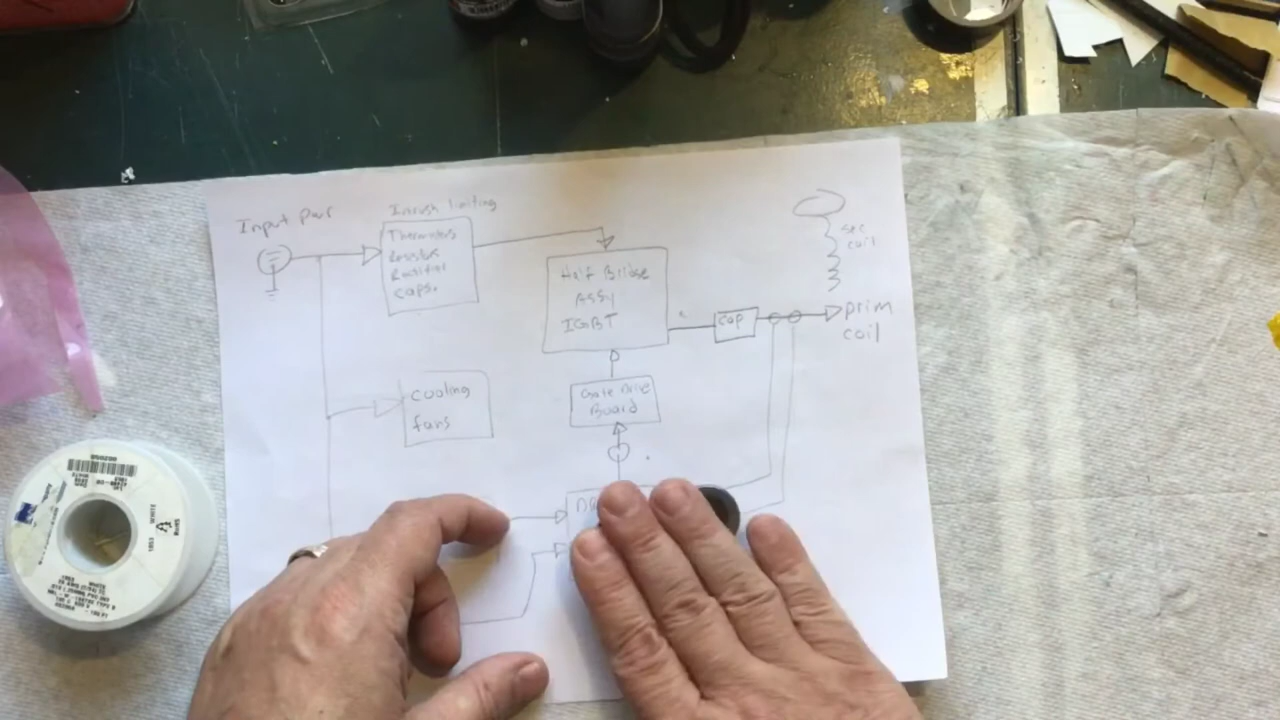 Input pwr
Inrush limiting
Thermisters
Resistors
Rectifier
caps.
Half Bridge
ASSY
IGBT
sec
coil
cap
prim
coil
cooling
fans
Gate Drive
Board